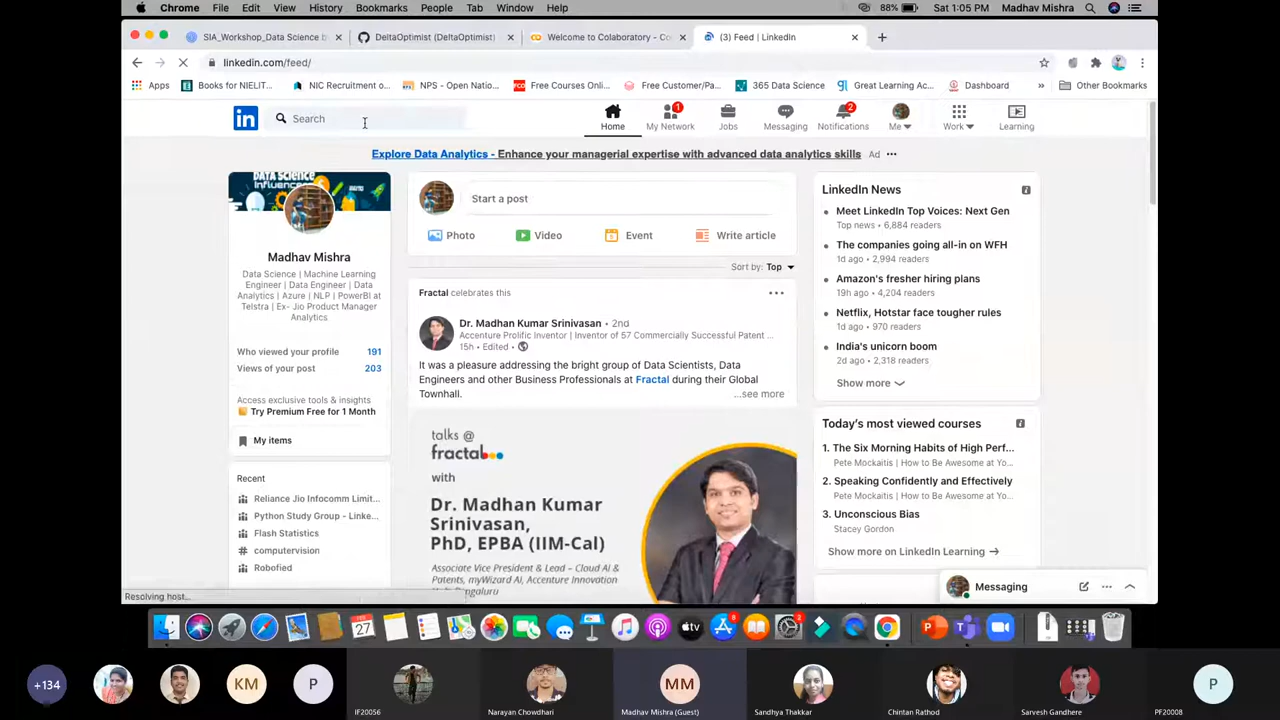 Chrome File Edit View History Bookmarks People Tab Window Help 88% Sat 1:05 PM Madhav Mishra
SIA_Workshop_Data Science b DeltaOptimist (DeltaOptimist) Welcome to Colaboratory - Co (3) Feed | LinkedIn
linkedin.com/feed/
Apps Books for NIELIT... NIC Recruitment o... NPS - Open Natio... Free Courses Onli... Free Customer/Pa... 365 Data Science Great Learning Ac... Dashboard » Other Bookmarks
in Search
1 2
Home My Network Jobs Messaging Notifications Me Work Learning
Explore Data Analytics - Enhance your managerial expertise with advanced data analytics skills Ad
DATA SCIENCE
Madhav Mishra
Data Science | Machine Learning
Engineer | Data Engineer | Data
Analytics | Azure | NLP | PowerBI at
Telstra | Ex- Jio Product Manager
Analytics
Who viewed your profile 191
Views of your post 203
Access exclusive tools & insights
Try Premium Free for 1 Month
My items
Recent
Reliance Jio Infocomm Limit...
Python Study Group - Linke...
Flash Statistics
# computervision
Robofied
Start a post
Photo Video Event Write article
Sort by: Top
Fractal celebrates this
Dr. Madhan Kumar Srinivasan • 2nd
Accenture Prolific Inventor | Inventor of 57 Commercially Successful Patent ...
15h • Edited •
It was a pleasure addressing the bright group of Data Scientists, Data
Engineers and other Business Professionals at Fractal during their Global
Townhall.
...see more
talks @
fractal
with
Dr. Madhan Kumar
Srinivasan,
PhD, EPBA (IIM-Cal)
Associate Vice President & Lead – Cloud AI &
Patents, myWizard AI, Accenture Innovation
LinkedIn News
Meet LinkedIn Top Voices: Next Gen
Top news • 6,884 readers
The companies going all-in on WFH
1d ago • 2,994 readers
Amazon's fresher hiring plans
19h ago • 4,204 readers
Netflix, Hotstar face tougher rules
1d ago • 970 readers
India's unicorn boom
2d ago • 2,318 readers
Show more
Today's most viewed courses
1. The Six Morning Habits of High Perf...
Pete Mockaitis | How to Be Awesome at Yo...
2. Speaking Confidently and Effectively
Pete Mockaitis | How to Be Awesome at Yo...
3. Unconscious Bias
Stacey Gordon
Show more on LinkedIn Learning →
Messaging
Resolving host...
FEB 27 tv
+134 KM P MM P
IF20056 Narayan Chowdhari Madhav Mishra (Guest) Sandhya Thakkar Chintan Rathod Sarvesh Gandhere PF20008